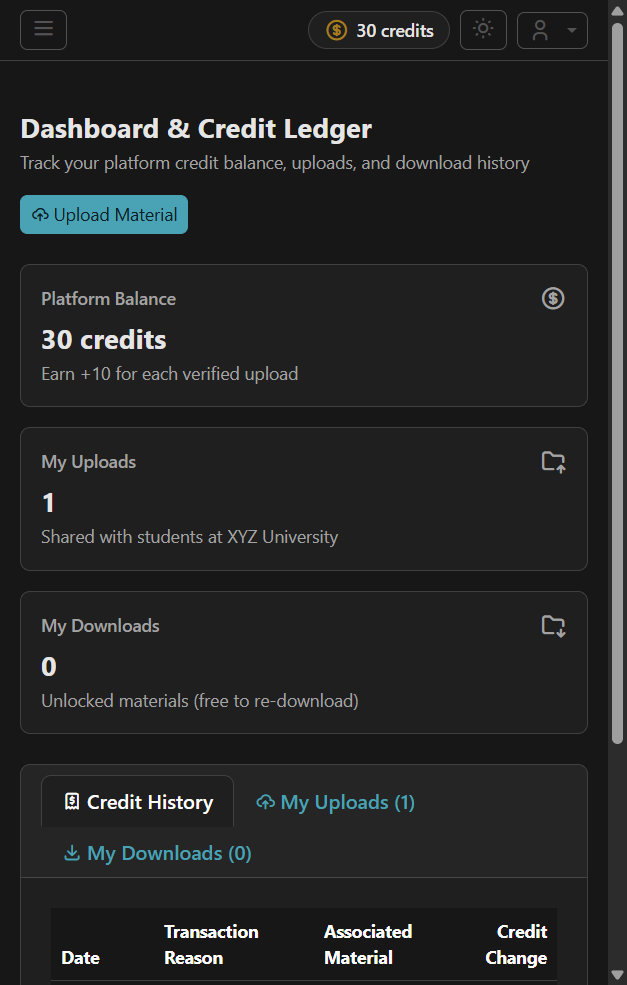 30 credits
Dashboard & Credit Ledger
Track your platform credit balance, uploads, and download history
Upload Material
Platform Balance
30 credits
Earn +10 for each verified upload
My Uploads
1
Shared with students at XYZ University
My Downloads
0
Unlocked materials (free to re-download)
Credit History
My Uploads (1)
My Downloads (0)
Date
Transaction Reason
Associated Material
Credit Change